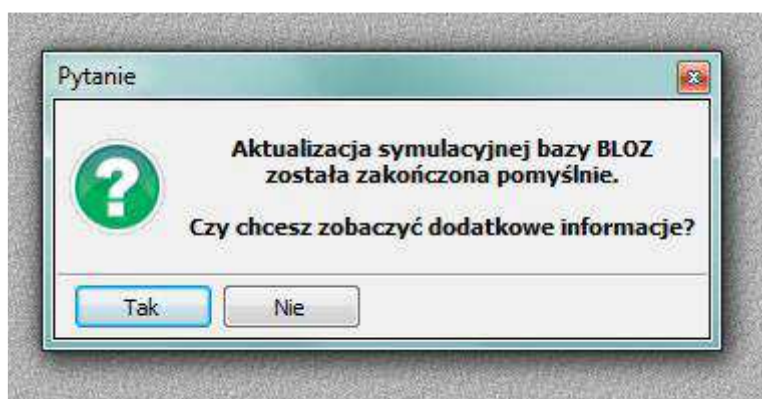 Pytanie
Aktualizacja symulacyjnej bazy BLOZ
została zakończona pomyślnie.
Czy chcesz zobaczyć dodatkowe informacje?
Tak
Nie